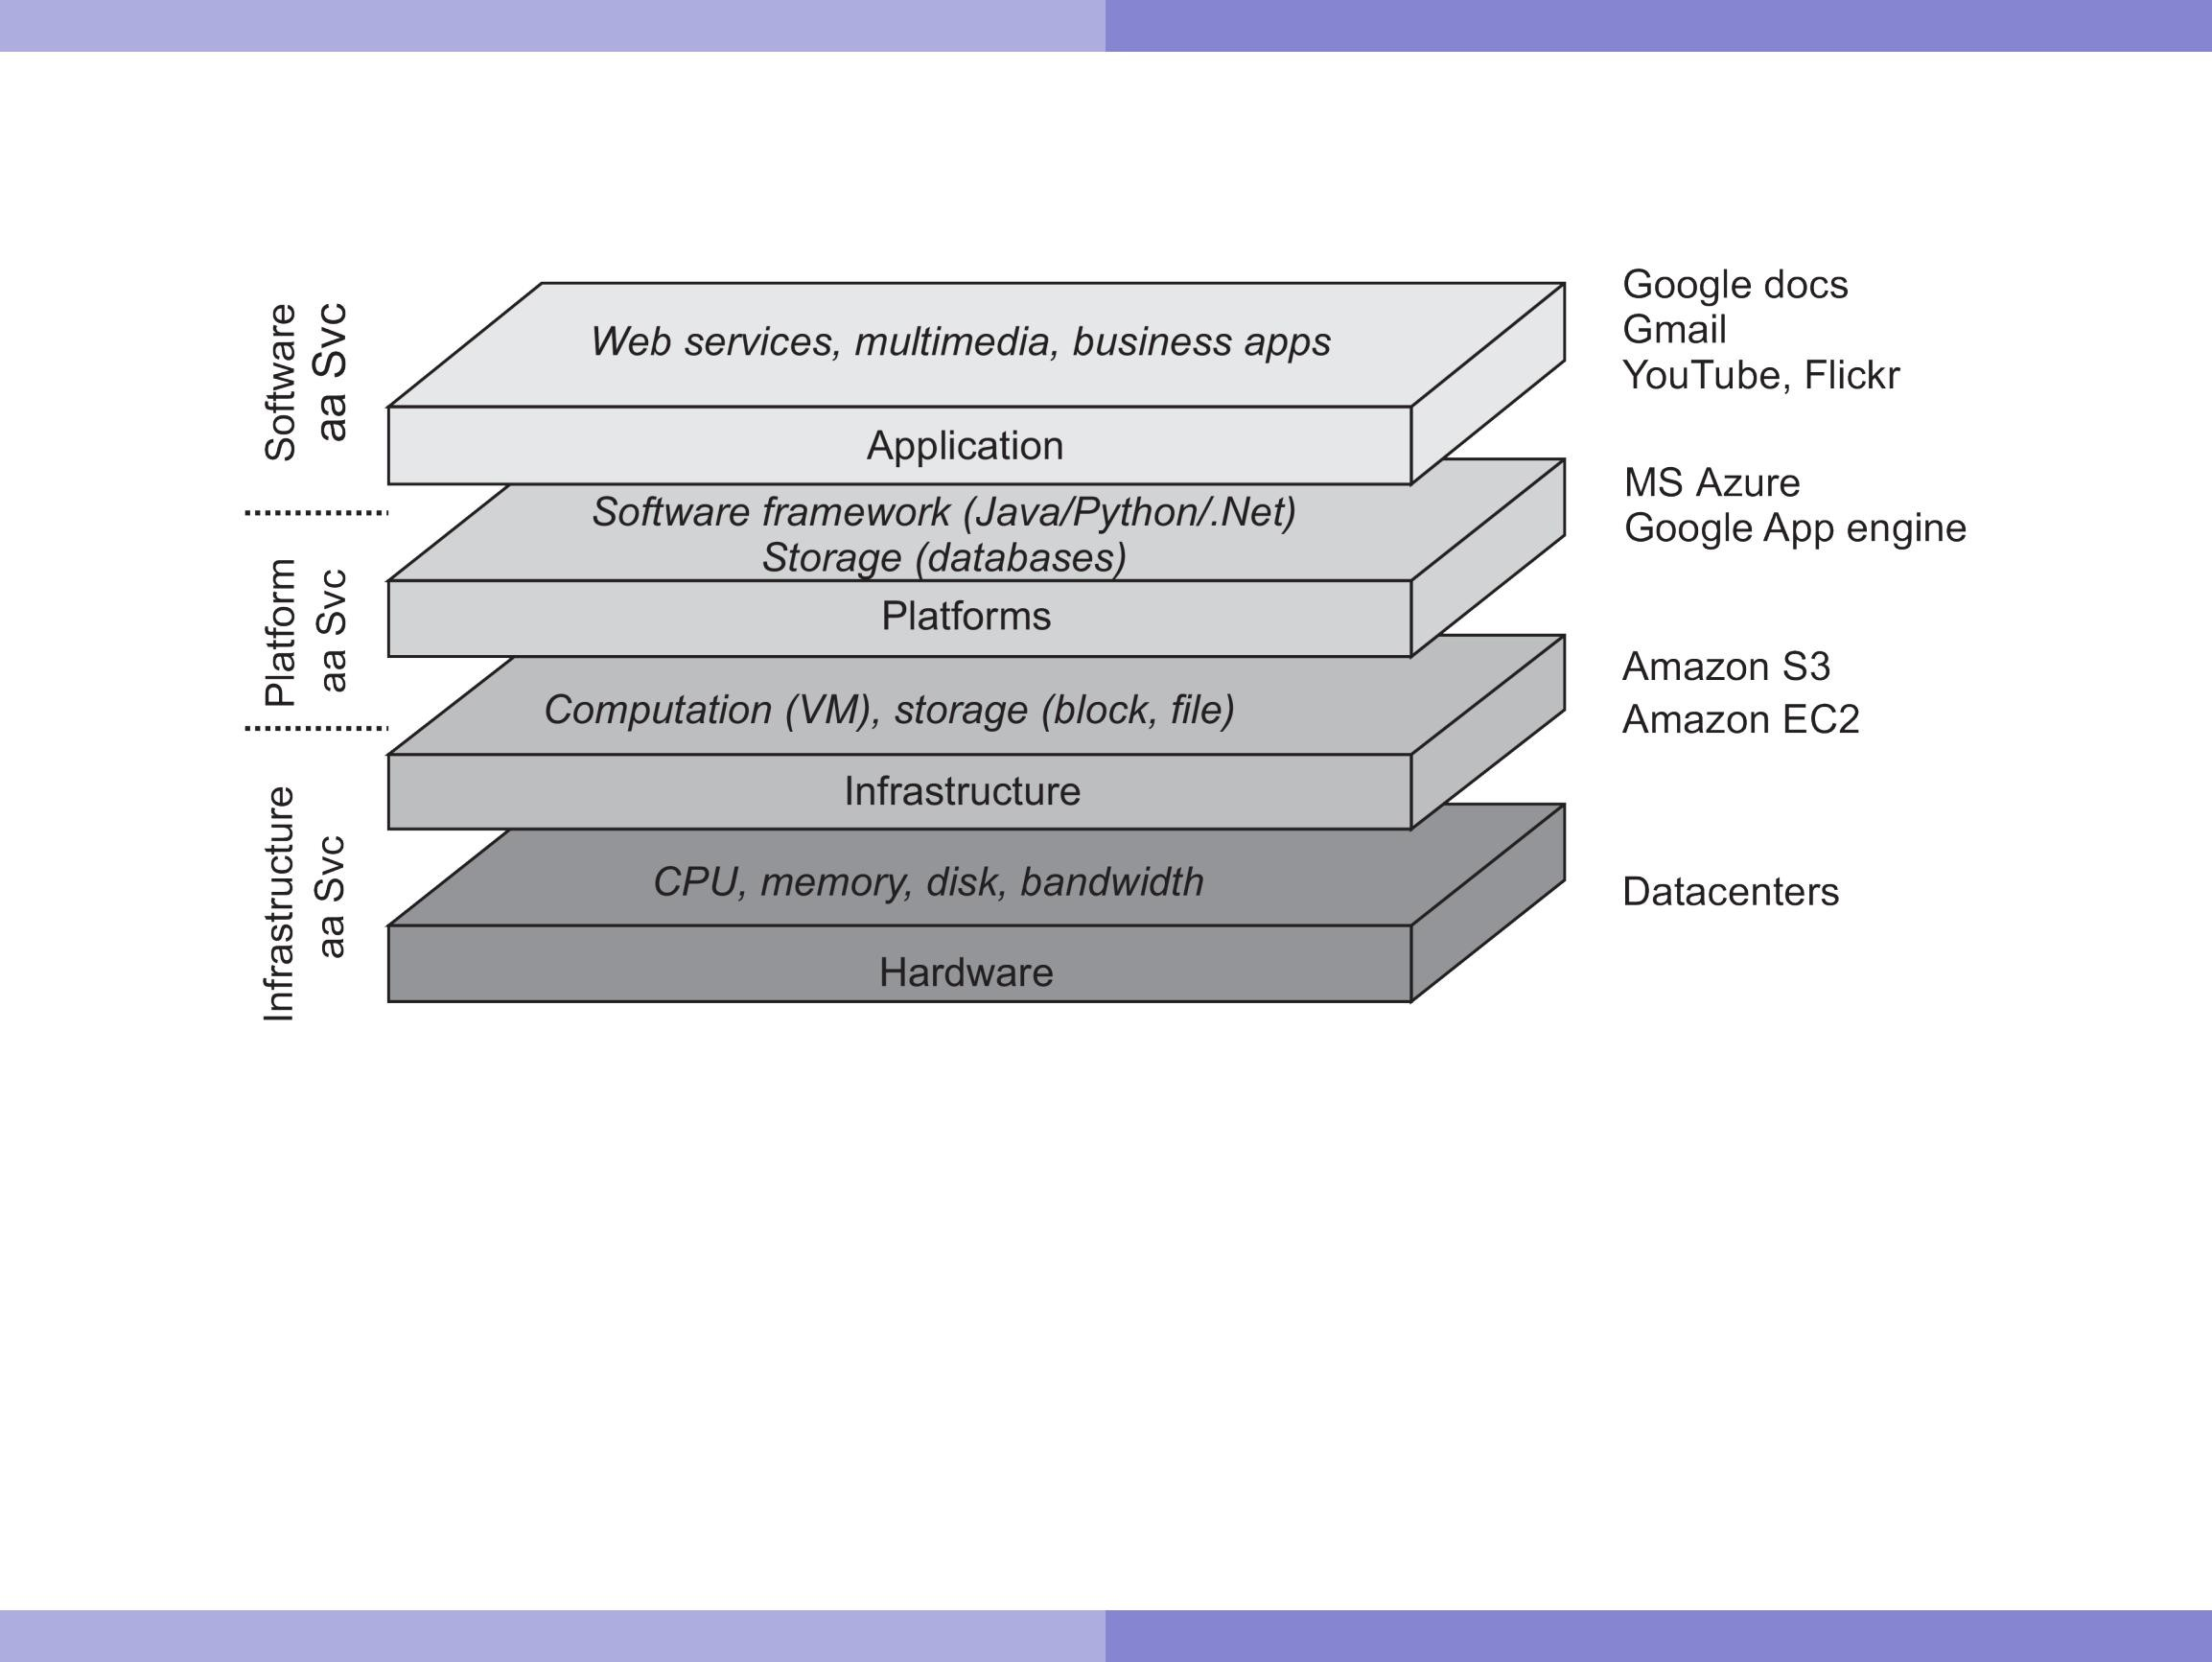 Software
aa Svc
Web services, multimedia, business apps
Application
Google docs
Gmail
YouTube, Flickr
Platform
aa Svc
Software framework (Java/Python/.Net)
Storage (databases)
Platforms
MS Azure
Google App engine
Infrastructure
aa Svc
Computation (VM), storage (block, file)
Infrastructure
Amazon S3
Amazon EC2
CPU, memory, disk, bandwidth
Hardware
Datacenters